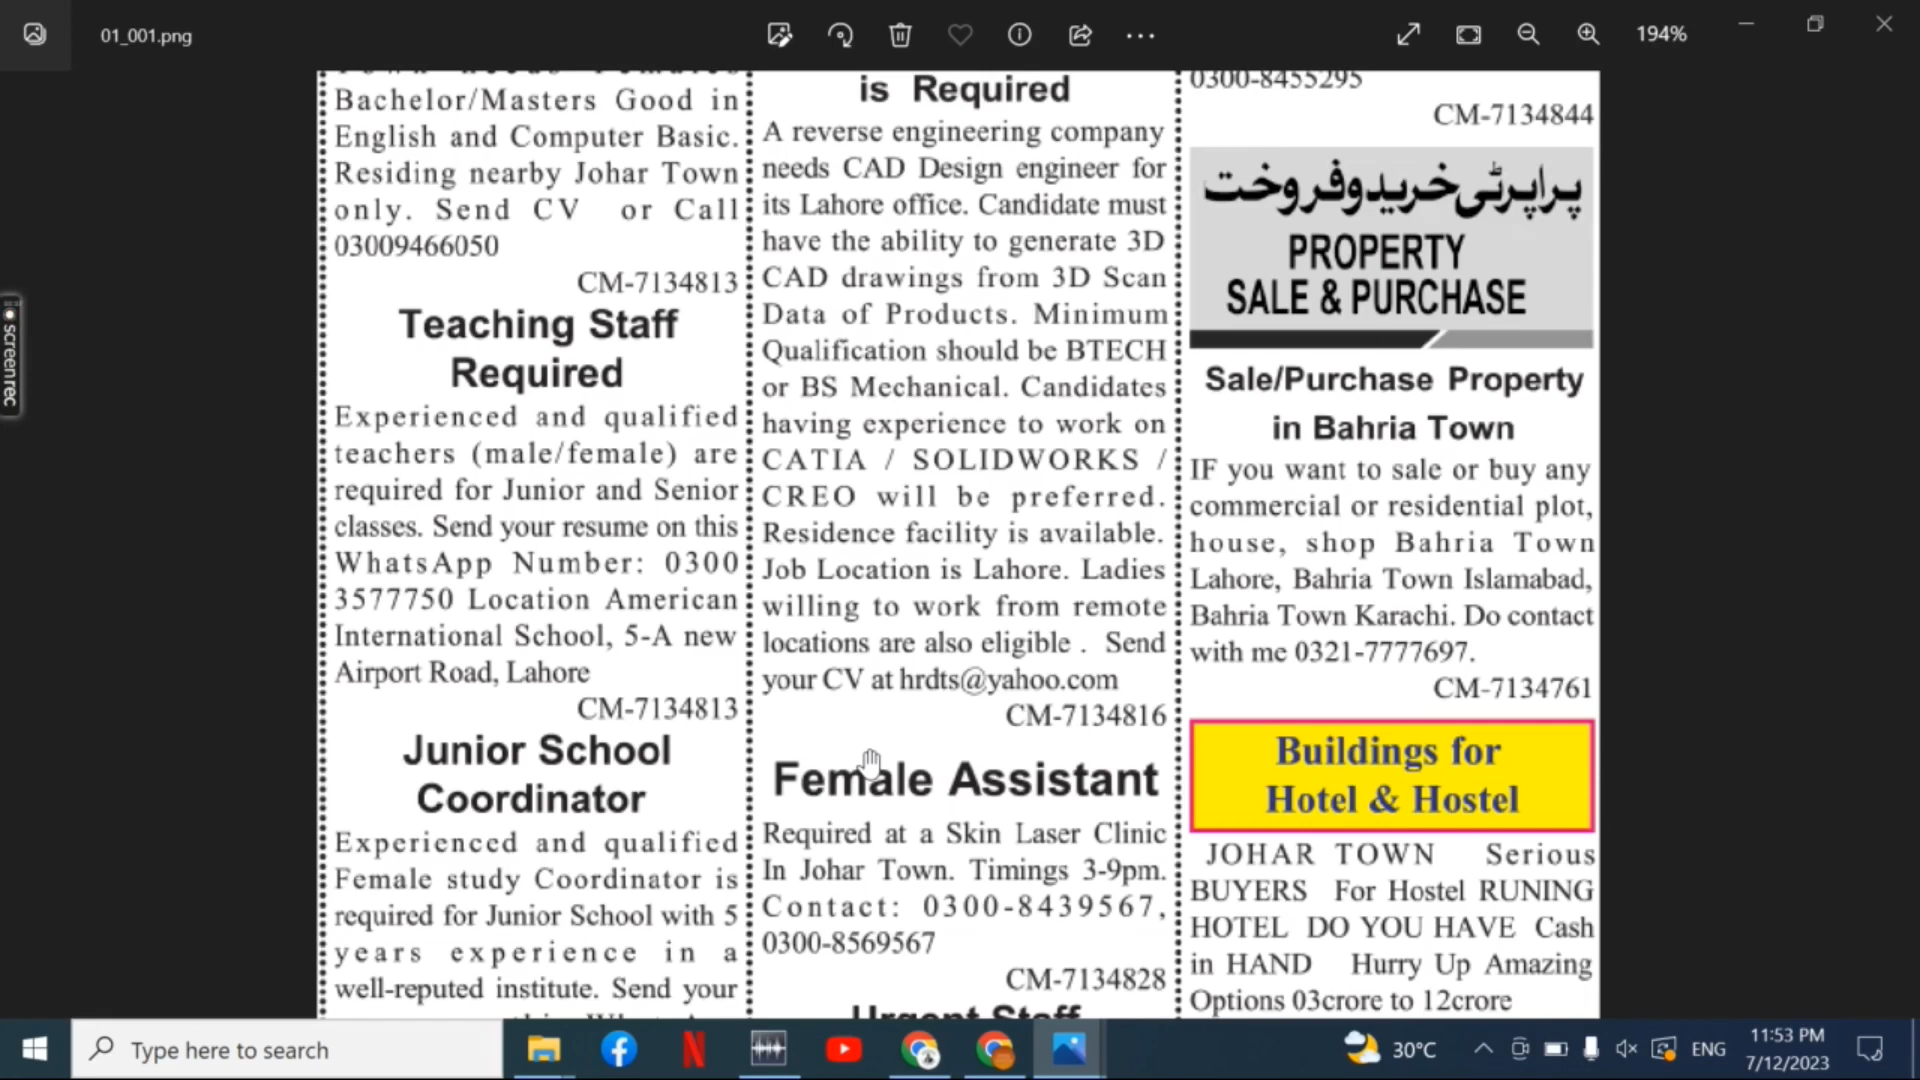 01_001.png
194%
Town needs Females
Bachelor/Masters Good in
English and Computer Basic.
Residing nearby Johar Town
only. Send CV or Call
03009466050
CM-7134813
Teaching Staff
Required
Experienced and qualified
teachers (male/female) are
required for Junior and Senior
classes. Send your resume on this
WhatsApp Number: 0300
3577750 Location American
International School, 5-A new
Airport Road, Lahore
CM-7134813
Junior School
Coordinator
Experienced and qualified
Female study Coordinator is
required for Junior School with 5
years experience in a
well-reputed institute. Send your
is Required
A reverse engineering company
needs CAD Design engineer for
its Lahore office. Candidate must
have the ability to generate 3D
CAD drawings from 3D Scan
Data of Products. Minimum
Qualification should be BTECH
or BS Mechanical. Candidates
having experience to work on
CATIA / SOLIDWORKS /
CREO will be preferred.
Residence facility is available.
Job Location is Lahore. Ladies
willing to work from remote
locations are also eligible . Send
your CV at hrdts@yahoo.com
CM-7134816
Female Assistant
Required at a Skin Laser Clinic
In Johar Town. Timings 3-9pm.
Contact: 0300-8439567,
0300-8569567
CM-7134828
Urgent Staff
0300-8455295
CM-7134844
پراپرٹی خرید و فروخت
PROPERTY
SALE & PURCHASE
Sale/Purchase Property
in Bahria Town
IF you want to sale or buy any
commercial or residential plot,
house, shop Bahria Town
Lahore, Bahria Town Islamabad,
Bahria Town Karachi. Do contact
with me 0321-7777697.
CM-7134761
Buildings for
Hotel & Hostel
JOHAR TOWN Serious
BUYERS For Hostel RUNING
HOTEL DO YOU HAVE Cash
in HAND Hurry Up Amazing
Options 03crore to 12crore
screenrec
Type here to search
30°C
ENG
11:53 PM
7/12/2023